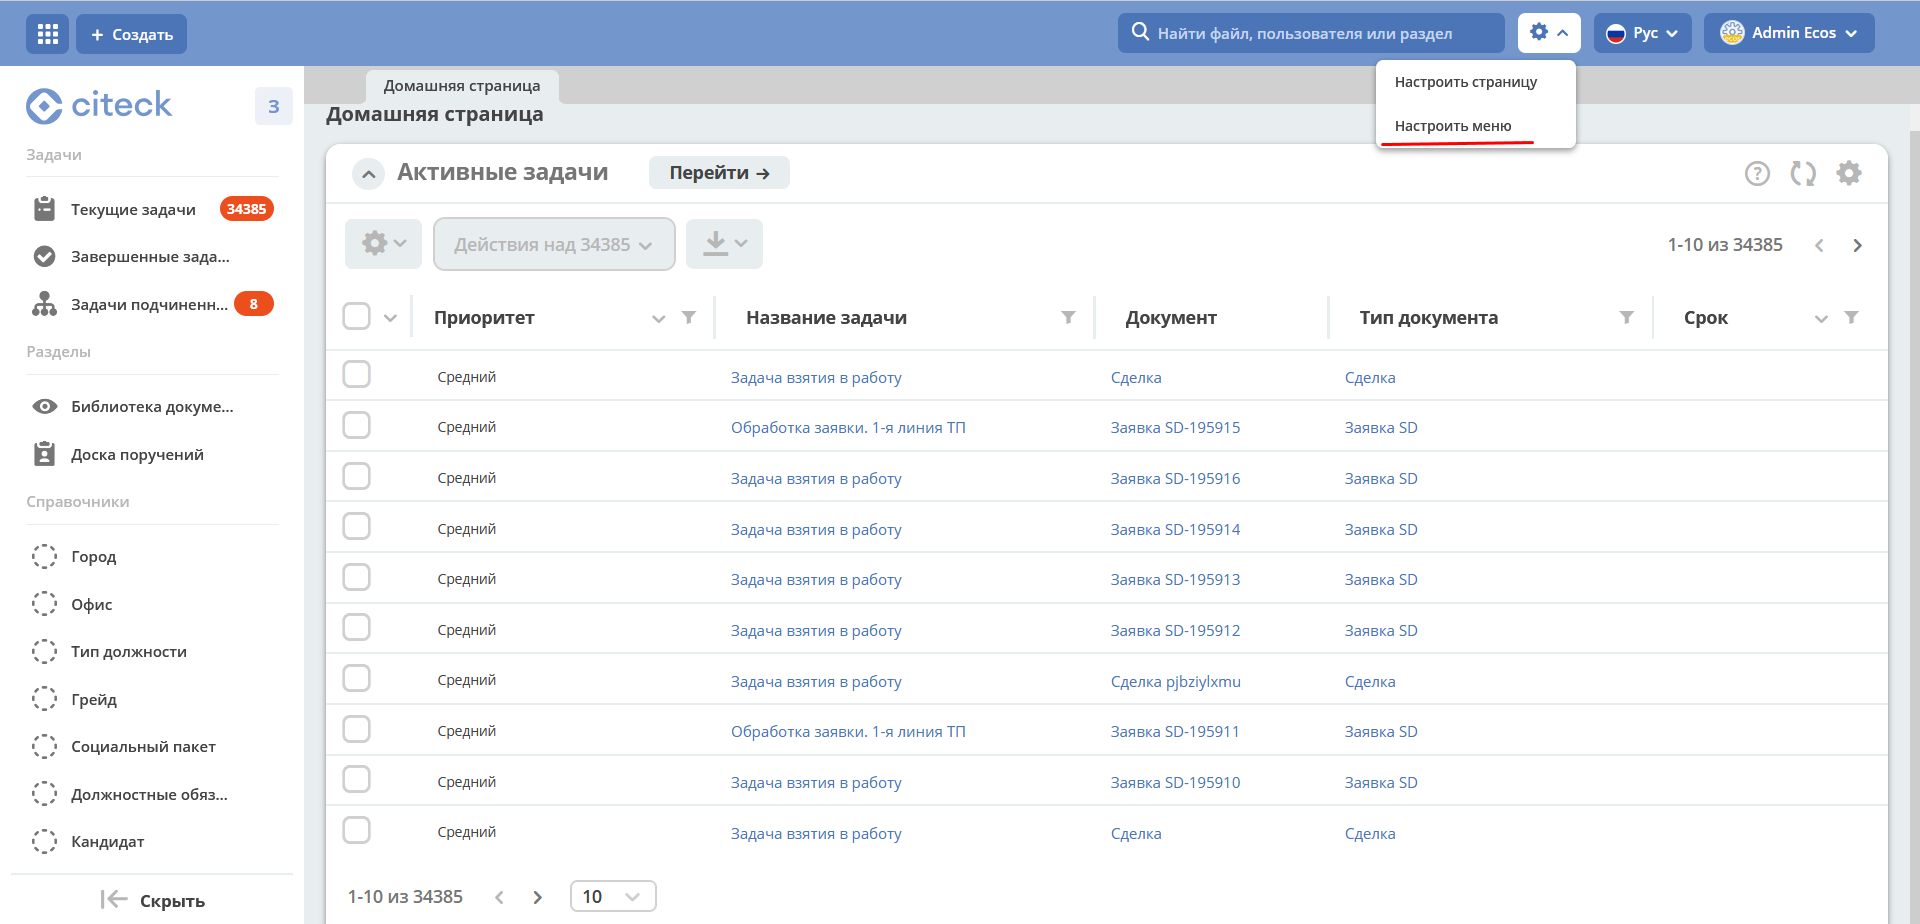 + Создать
Найти файл, пользователя или раздел
Рус
Admin Ecos
Настроить страницу
Настроить меню
citeck
3
Домашняя страница
Домашняя страница
Задачи
Текущие задачи 34385
Завершенные зада...
Задачи подчиненн... 8
Разделы
Библиотека докуме...
Доска поручений
Справочники
Город
Офис
Тип должности
Грейд
Социальный пакет
Должностные обяз...
Кандидат
Скрыть
Активные задачи
Перейти →
?
Действия над 34385
1-10 из 34385
Приоритет Название задачи Документ Тип документа Срок
Средний Задача взятия в работу Сделка Сделка
Средний Обработка заявки. 1-я линия ТП Заявка SD-195915 Заявка SD
Средний Задача взятия в работу Заявка SD-195916 Заявка SD
Средний Задача взятия в работу Заявка SD-195914 Заявка SD
Средний Задача взятия в работу Заявка SD-195913 Заявка SD
Средний Задача взятия в работу Заявка SD-195912 Заявка SD
Средний Задача взятия в работу Сделка pjbziylxmu Сделка
Средний Обработка заявки. 1-я линия ТП Заявка SD-195911 Заявка SD
Средний Задача взятия в работу Заявка SD-195910 Заявка SD
Средний Задача взятия в работу Сделка Сделка
1-10 из 34385 10